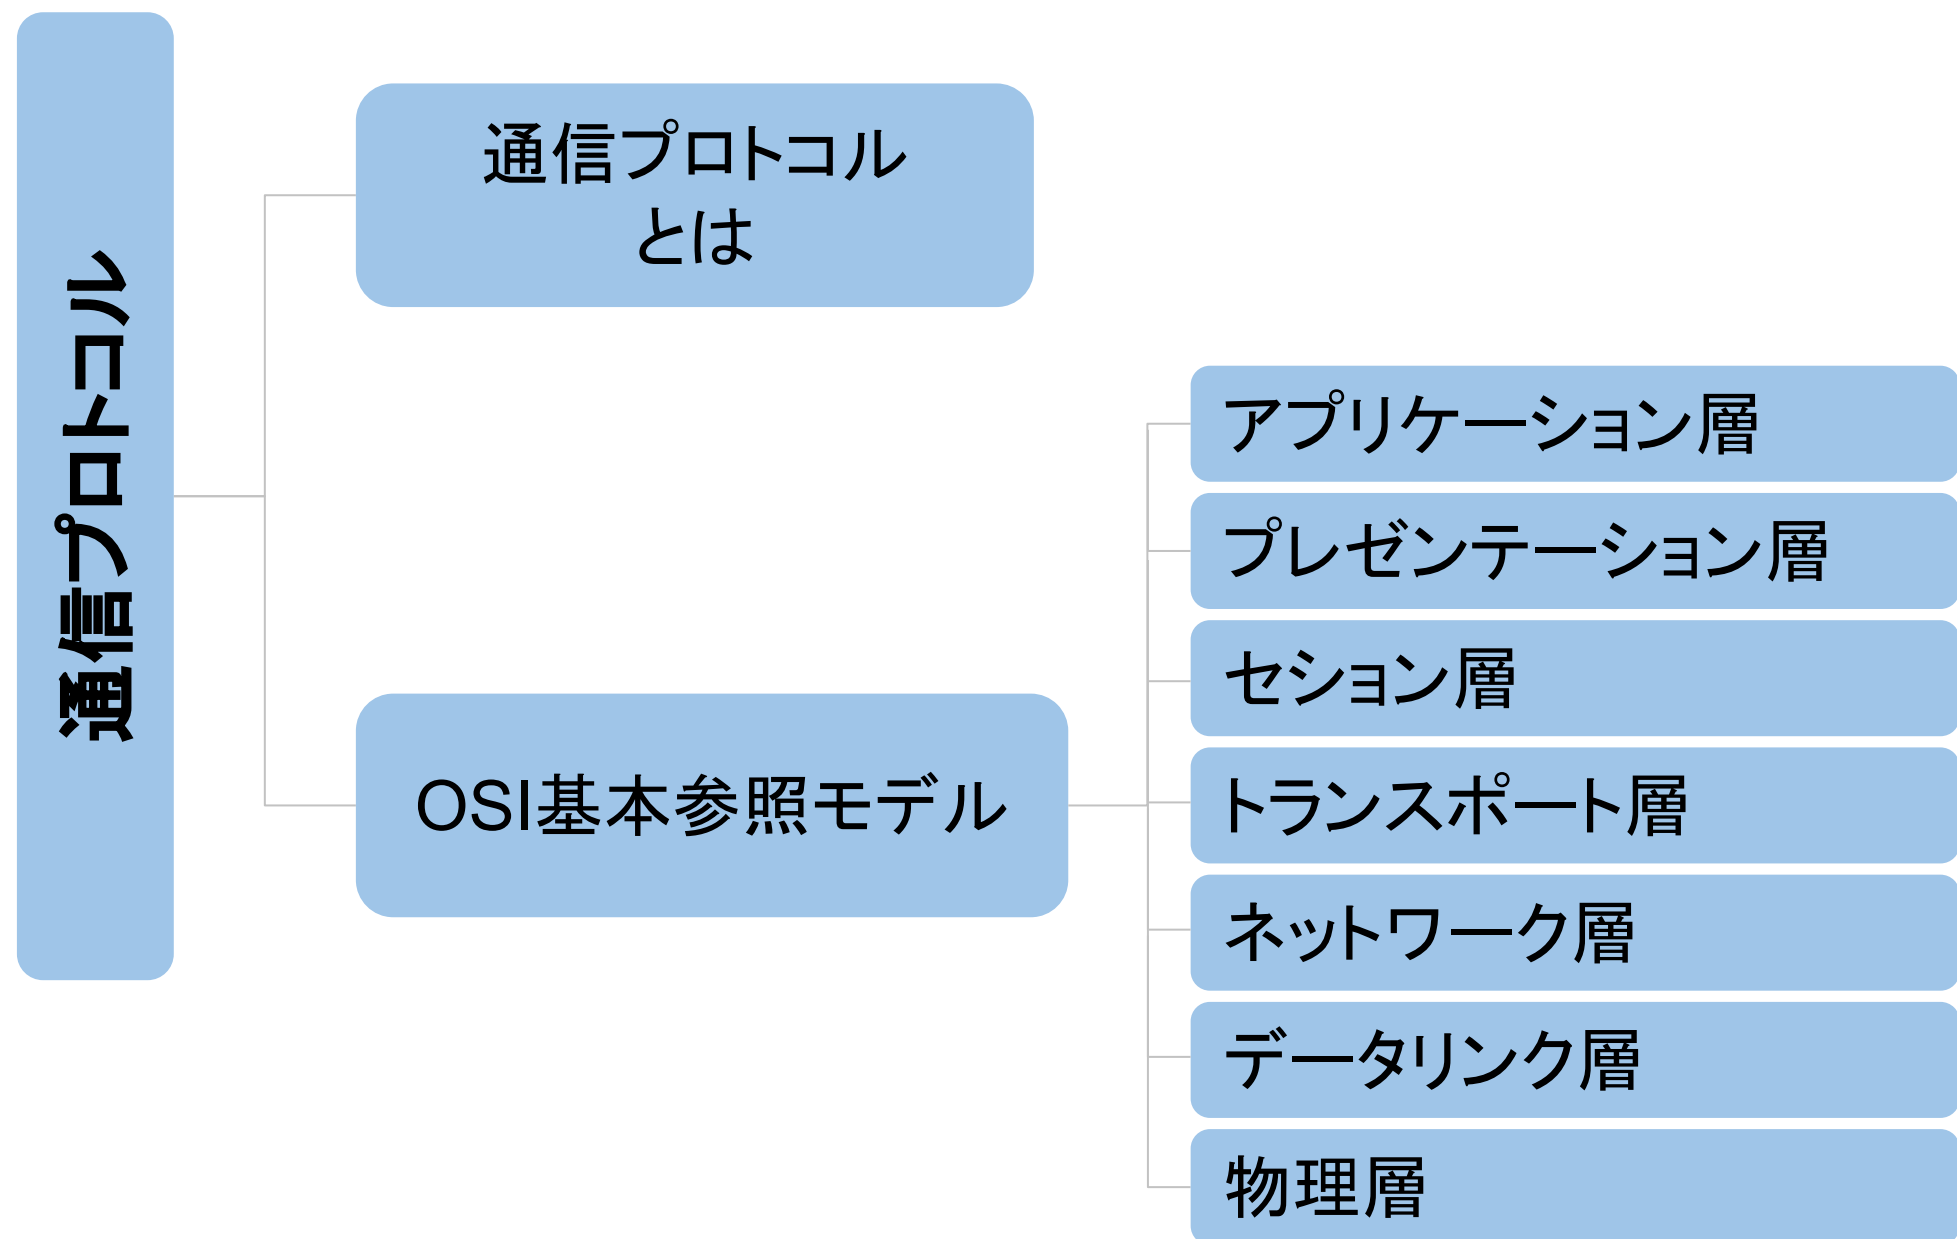 通信プロトコル
通信プロトコル
とは
OSI基本参照モデル
アプリケーション層
プレゼンテーション層
セション層
トランスポート層
ネットワーク層
データリンク層
物理層